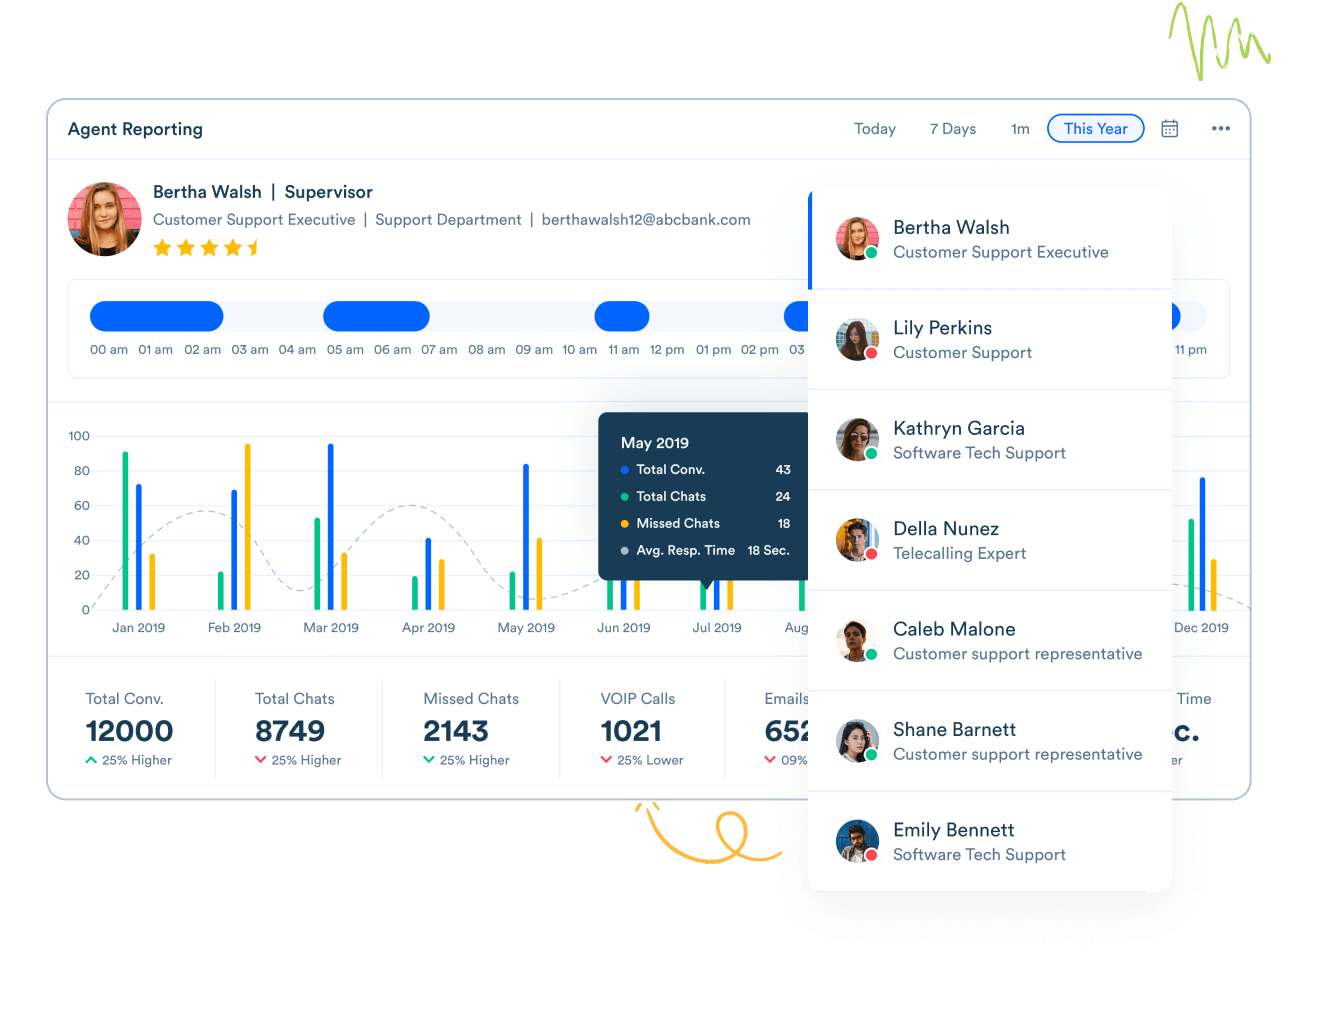 Agent Reporting
Today 7 Days 1m This Year
Bertha Walsh | Supervisor
Customer Support Executive | Support Department | berthawalsh12@abcbank.com
00 am 01 am 02 am 03 am 04 am 05 am 06 am 07 am 08 am 09 am 10 am 11 am 12 pm 01 pm 02 pm 03 11 pm
100
80
60
40
20
0
Jan 2019 Feb 2019 Mar 2019 Apr 2019 May 2019 Jun 2019 Jul 2019 Aug Dec 2019
May 2019
Total Conv. 43
Total Chats 24
Missed Chats 18
Avg. Resp. Time 18 Sec.
Total Conv.
12000
25% Higher
Total Chats
8749
25% Higher
Missed Chats
2143
25% Higher
VOIP Calls
1021
25% Lower
Emails
652
09%
Time
c.
er
Bertha Walsh
Customer Support Executive
Lily Perkins
Customer Support
Kathryn Garcia
Software Tech Support
Della Nunez
Telecalling Expert
Caleb Malone
Customer support representative
Shane Barnett
Customer support representative
Emily Bennett
Software Tech Support